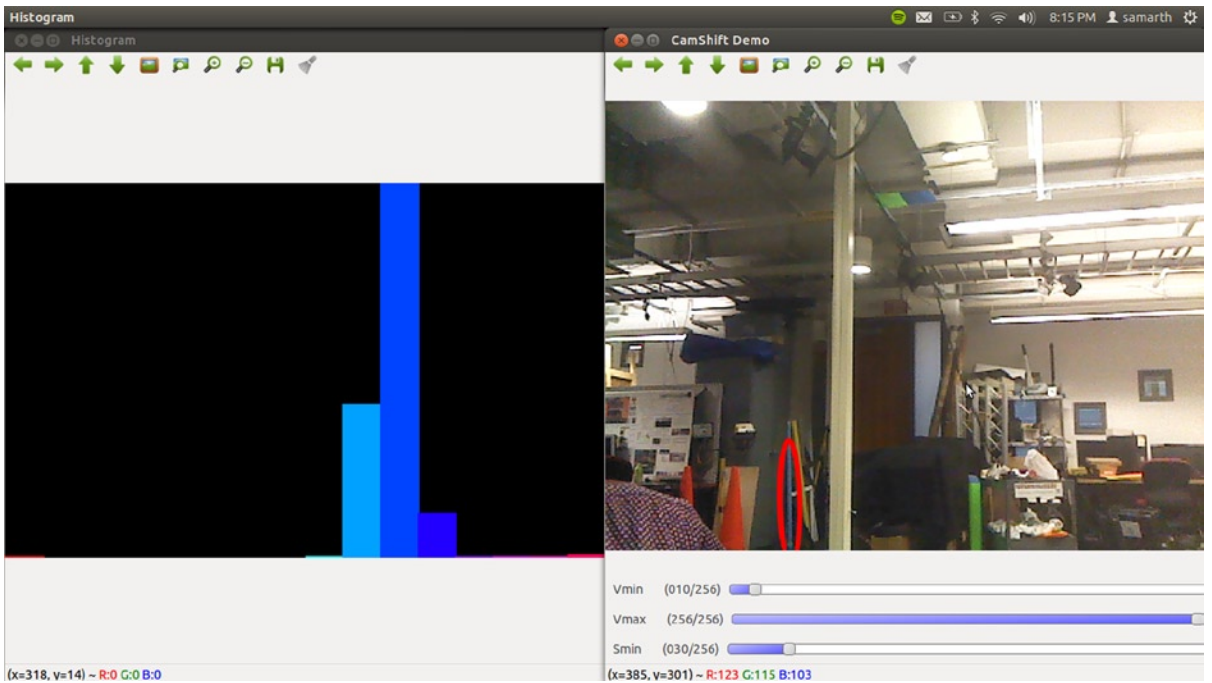 Histogram
8:15 PM samarth
Histogram
CamShift Demo
Vmin (010/256)
Vmax (256/256)
Smin (030/256)
(x=318, y=14) ~ R:0 G:0 B:0
(x=385, y=301) ~ R:123 G:115 B:103